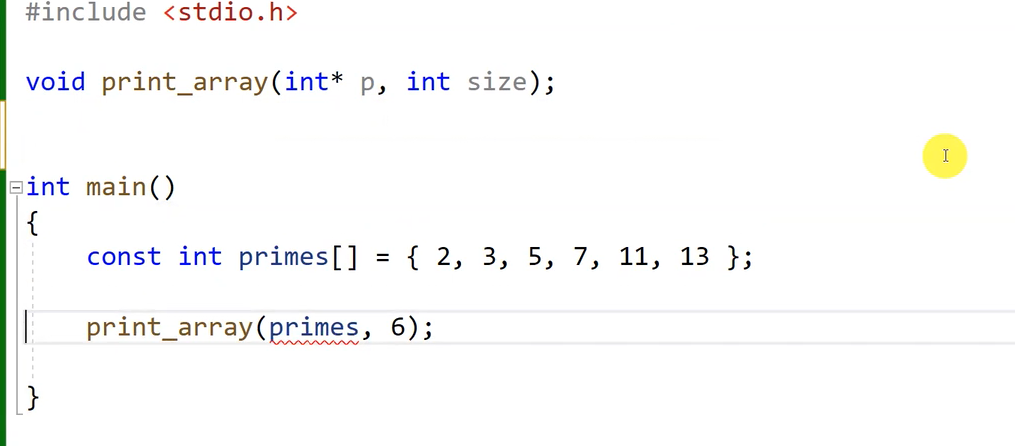 #include <stdio.h>
void print_array(int* p, int size);
int main()
{
const int primes[] = { 2, 3, 5, 7, 11, 13 };
print_array(primes, 6);
}